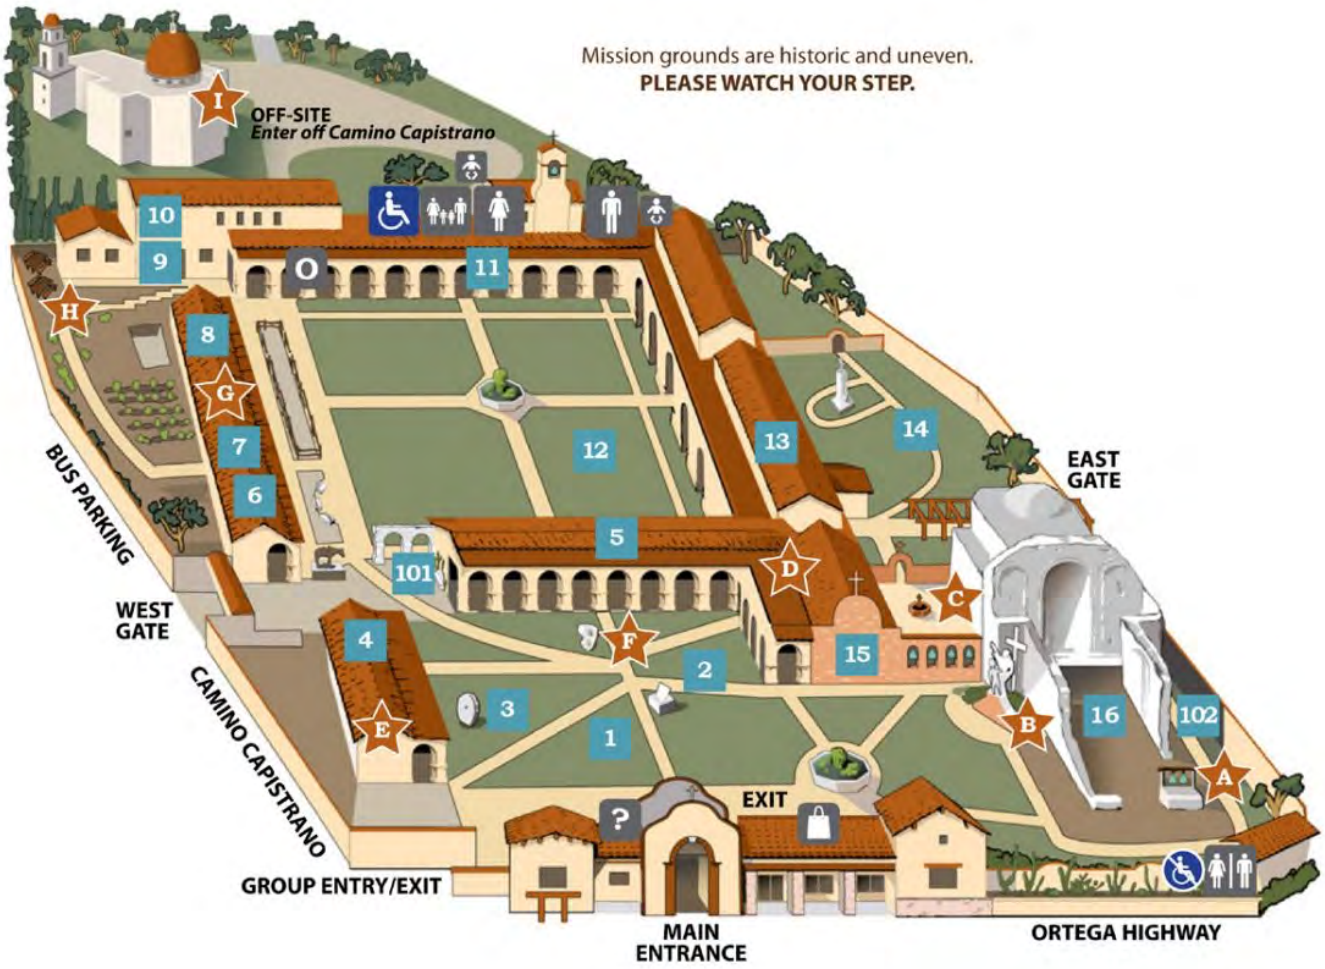 Mission grounds are historic and uneven.
PLEASE WATCH YOUR STEP.
I
OFF-SITE
Enter off Camino Capistrano
10
9
O
11
H
8
G
7
6
12
13
14
EAST
GATE
BUS PARKING
5
101
D
C
WEST
GATE
4
F
15
2
CAMINO CAPISTRANO
E
3
1
B
16
102
A
EXIT
?
GROUP ENTRY/EXIT
MAIN
ENTRANCE
ORTEGA HIGHWAY